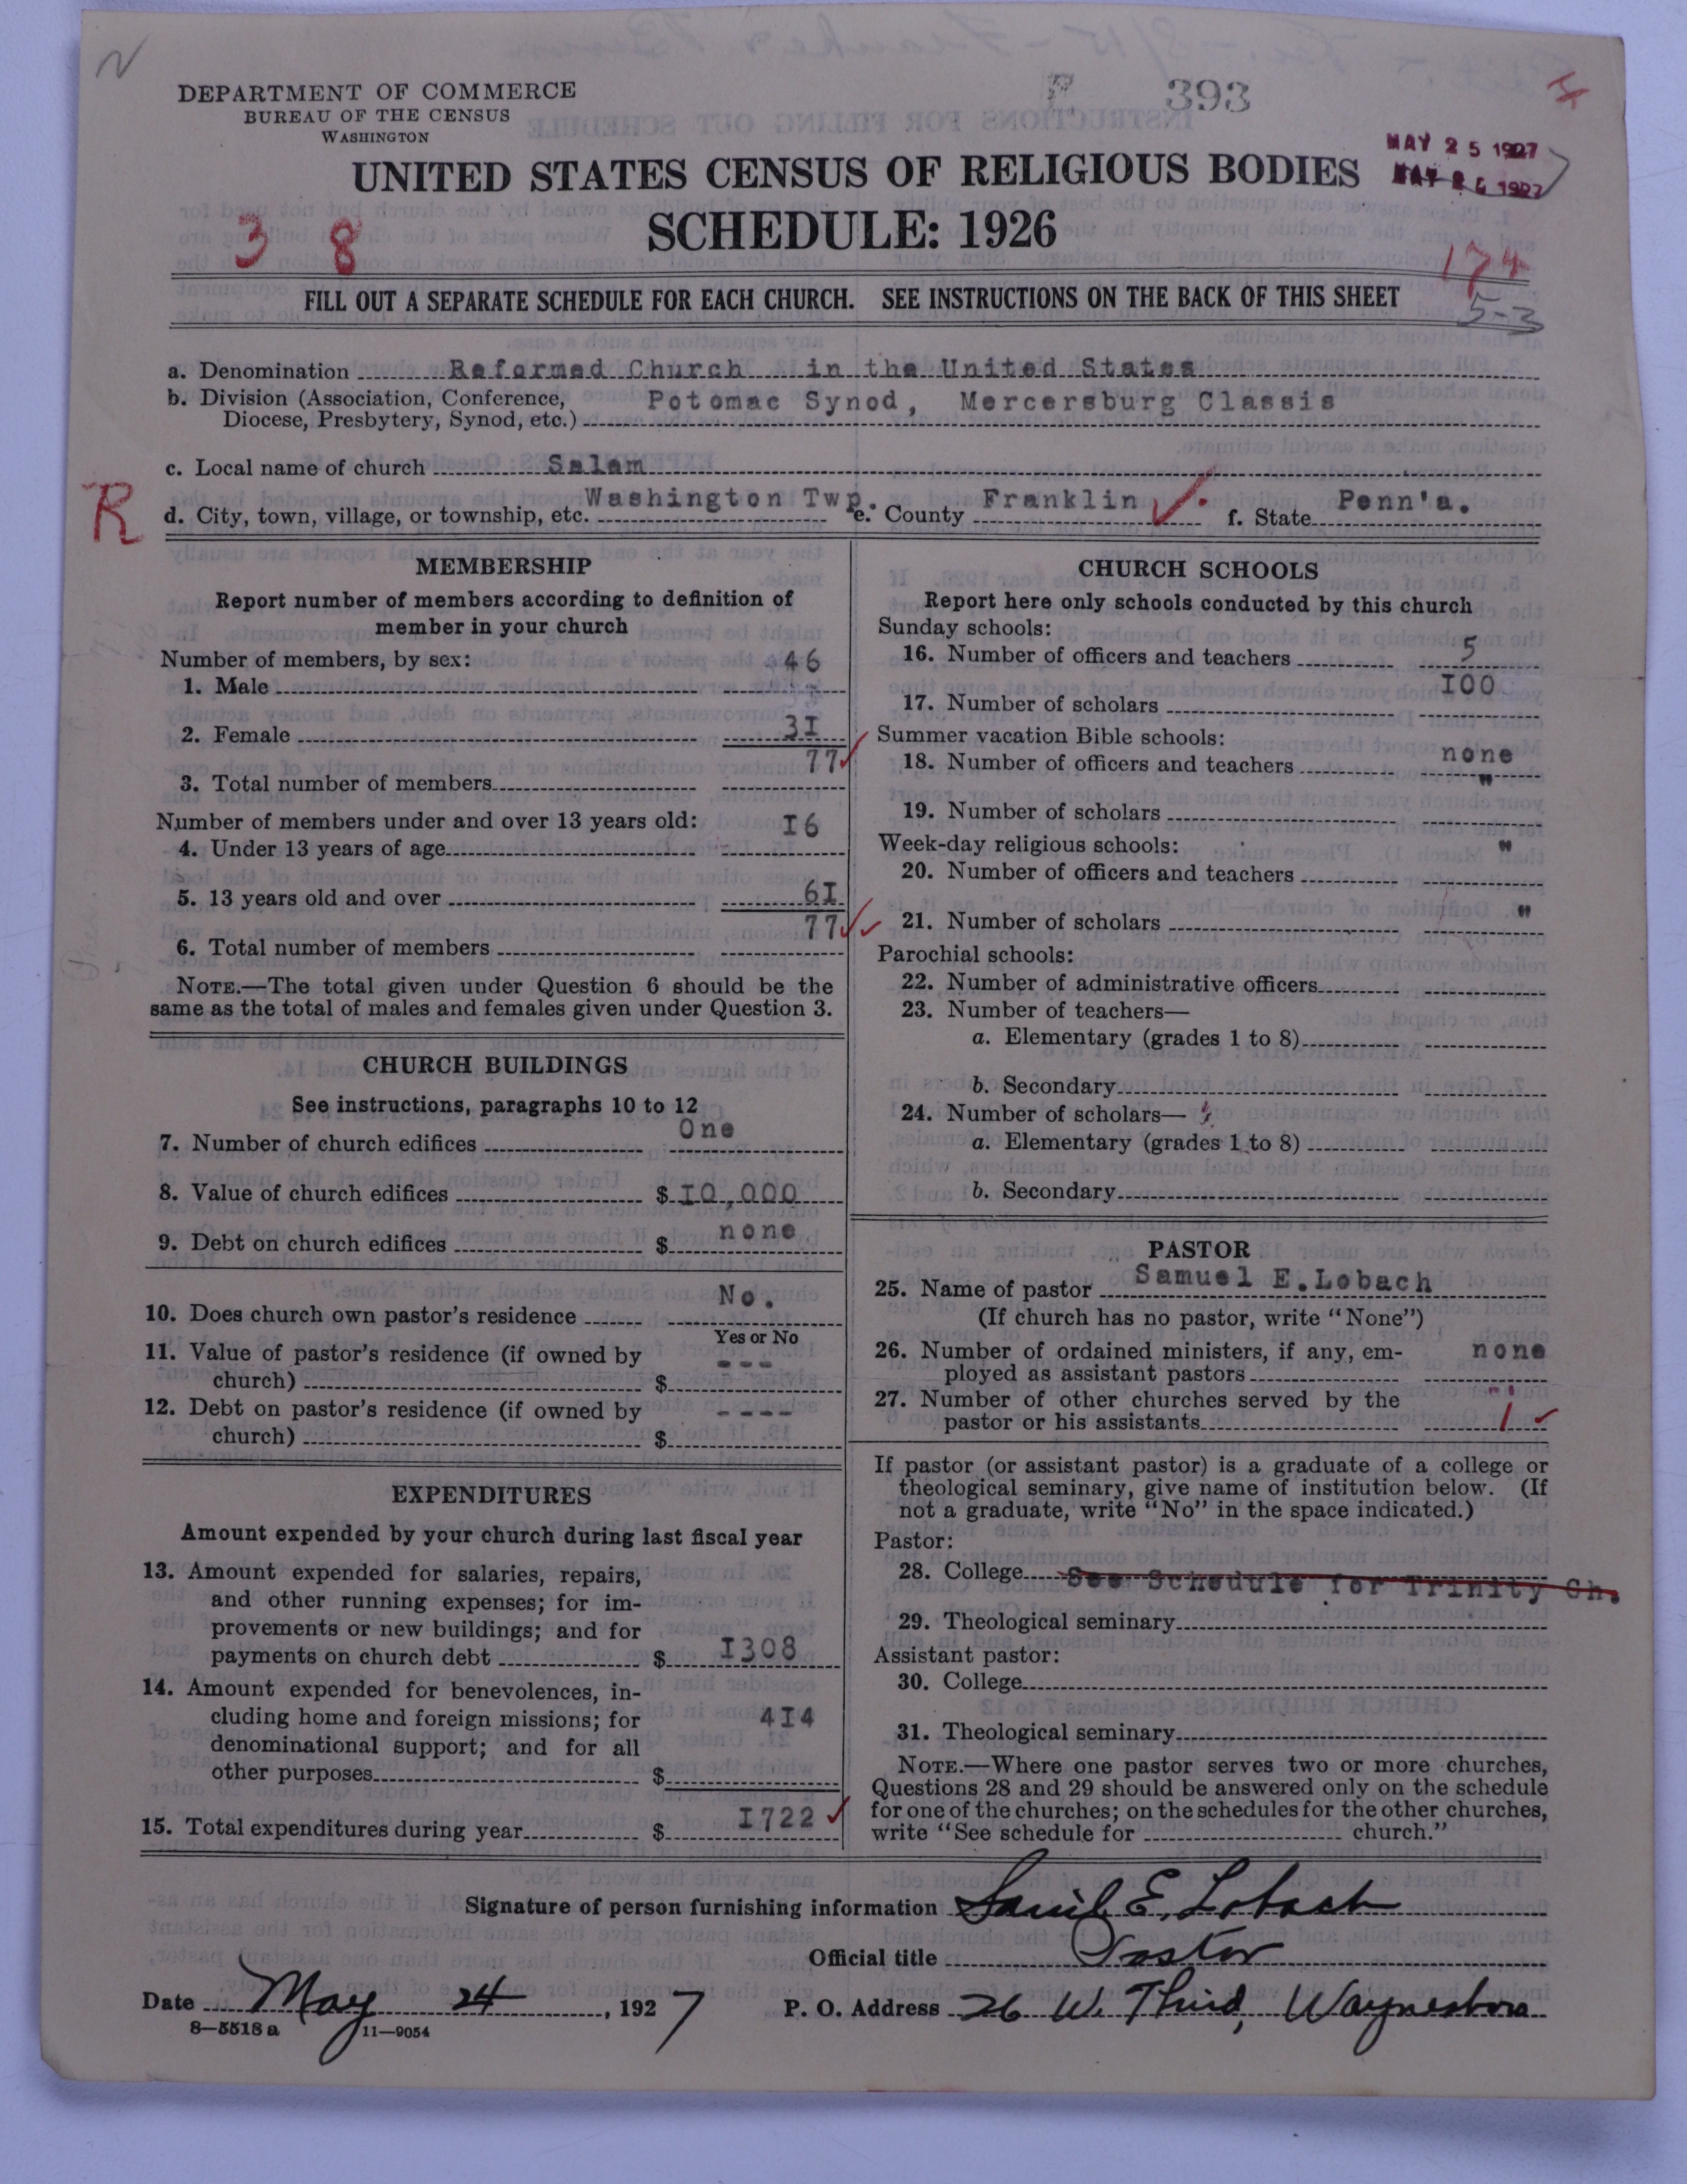 N
DEPARTMENT OF COMMERCE
BUREAU OF THE CENSUS
WASHINGTON
393
UNITED STATES CENSUS OF RELIGIOUS BODIES
MAY 25 1927
MAY 26 1927
SCHEDULE: 1926
3 8
174
FILL OUT A SEPARATE SCHEDULE FOR EACH CHURCH. SEE INSTRUCTIONS ON THE BACK OF THIS SHEET
5-3
a. Denomination Reformed Church in the United States
b. Division (Association, Conference, Diocese, Presbytery, Synod, etc.) Potomac Synod, Mercersburg Classis
c. Local name of church Salem
R
d. City, town, village, or township, etc. Washington Twp. e. County Franklin f. State Penn'a.
MEMBERSHIP
Report number of members according to definition of
member in your church
Number of members, by sex:
1. Male 46
2. Female 3I
3. Total number of members 77
Number of members under and over 13 years old:
4. Under 13 years of age I6
5. 13 years old and over 6I
6. Total number of members 77
NOTE.—The total given under Question 6 should be the
same as the total of males and females given under Question 3.
CHURCH BUILDINGS
See instructions, paragraphs 10 to 12
7. Number of church edifices One
8. Value of church edifices $ I0,000
9. Debt on church edifices $ none
10. Does church own pastor's residence No.
Yes or No
11. Value of pastor's residence (if owned by
church) $ ---
12. Debt on pastor's residence (if owned by
church) $ ----
EXPENDITURES
Amount expended by your church during last fiscal year
13. Amount expended for salaries, repairs,
and other running expenses; for im-
provements or new buildings; and for
payments on church debt $ I308
14. Amount expended for benevolences, in-
cluding home and foreign missions; for
denominational support; and for all
other purposes $ 4I4
15. Total expenditures during year $ I722
CHURCH SCHOOLS
Report here only schools conducted by this church
Sunday schools:
16. Number of officers and teachers 5
17. Number of scholars I00
Summer vacation Bible schools:
18. Number of officers and teachers none
19. Number of scholars "
Week-day religious schools:
20. Number of officers and teachers "
21. Number of scholars "
Parochial schools:
22. Number of administrative officers
23. Number of teachers—
a. Elementary (grades 1 to 8)
b. Secondary
24. Number of scholars—
a. Elementary (grades 1 to 8)
b. Secondary
PASTOR
25. Name of pastor Samuel E.Lobach
(If church has no pastor, write "None")
26. Number of ordained ministers, if any, em-
ployed as assistant pastors none
27. Number of other churches served by the
pastor or his assistants 1
If pastor (or assistant pastor) is a graduate of a college or
theological seminary, give name of institution below. (If
not a graduate, write "No" in the space indicated.)
Pastor:
28. College See Schedule for Trinity Ch.
29. Theological seminary
Assistant pastor:
30. College
31. Theological seminary
NOTE.—Where one pastor serves two or more churches,
Questions 28 and 29 should be answered only on the schedule
for one of the churches; on the schedules for the other churches,
write "See schedule for church."
Signature of person furnishing information Saml E. Lobach
Official title Pastor
Date May 24, 1927 P. O. Address 26 W. Third, Waynesboro
8—5518 a 11—9054